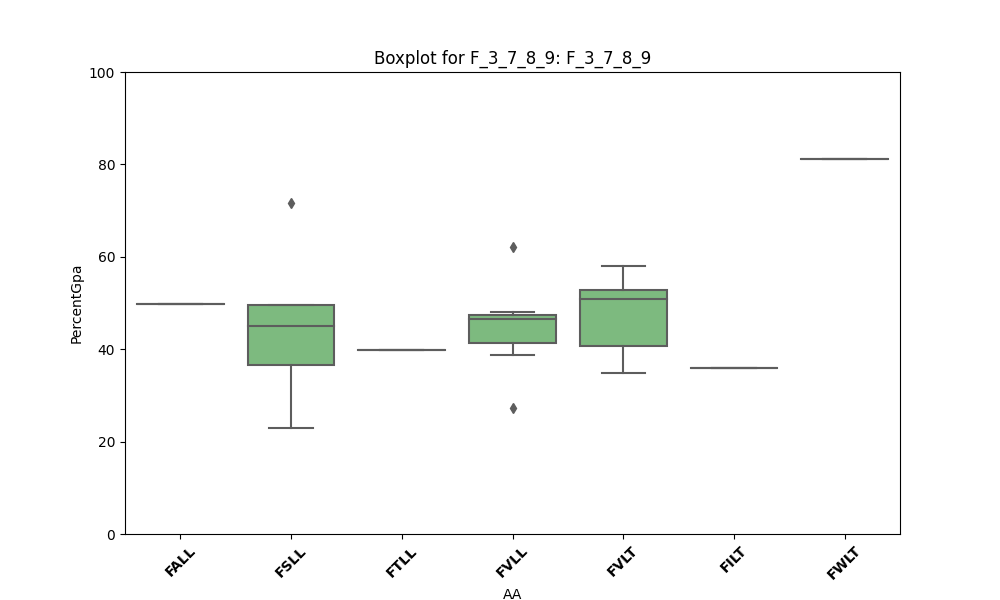 Boxplot for F_3_7_8_9: F_3_7_8_9
100
80
60
40
20
0
PercentGpa
FALL
FSLL
FTLL
FVLL
FVLT
FILT
FWLT
AA